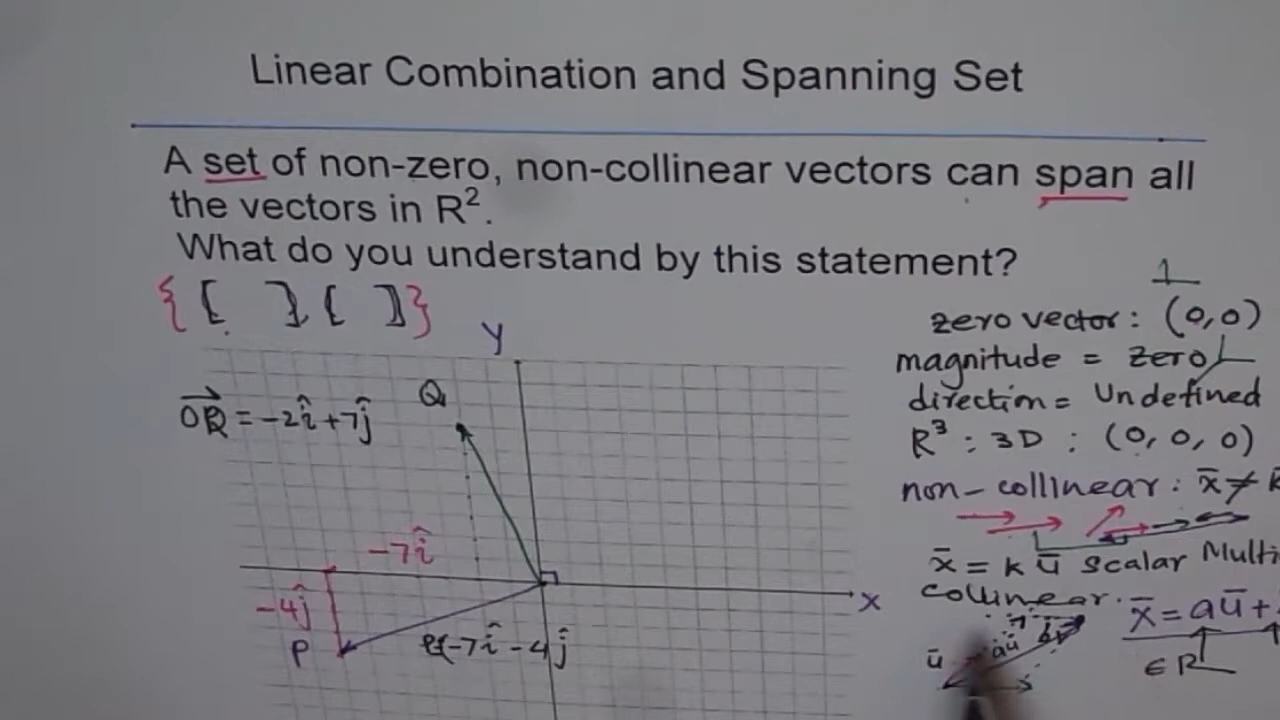 Linear Combination and Spanning Set
A set of non-zero, non-collinear vectors can span all
the vectors in R².
What do you understand by this statement?
{[ ], [ ]}
zero vector: (0,0)
magnitude = zero
direction = Undefined
R³ : 3D : (0, 0, 0)
non-collinear: x̄ ≠ k
x̄ = k ū Scalar Multi
collinear.
x̄ = aū +
∈ R
ū
aū
Y
Q
OQ⃗ = -2î + 7ĵ
-7î
-4ĵ
X
P
-7î - 4ĵ